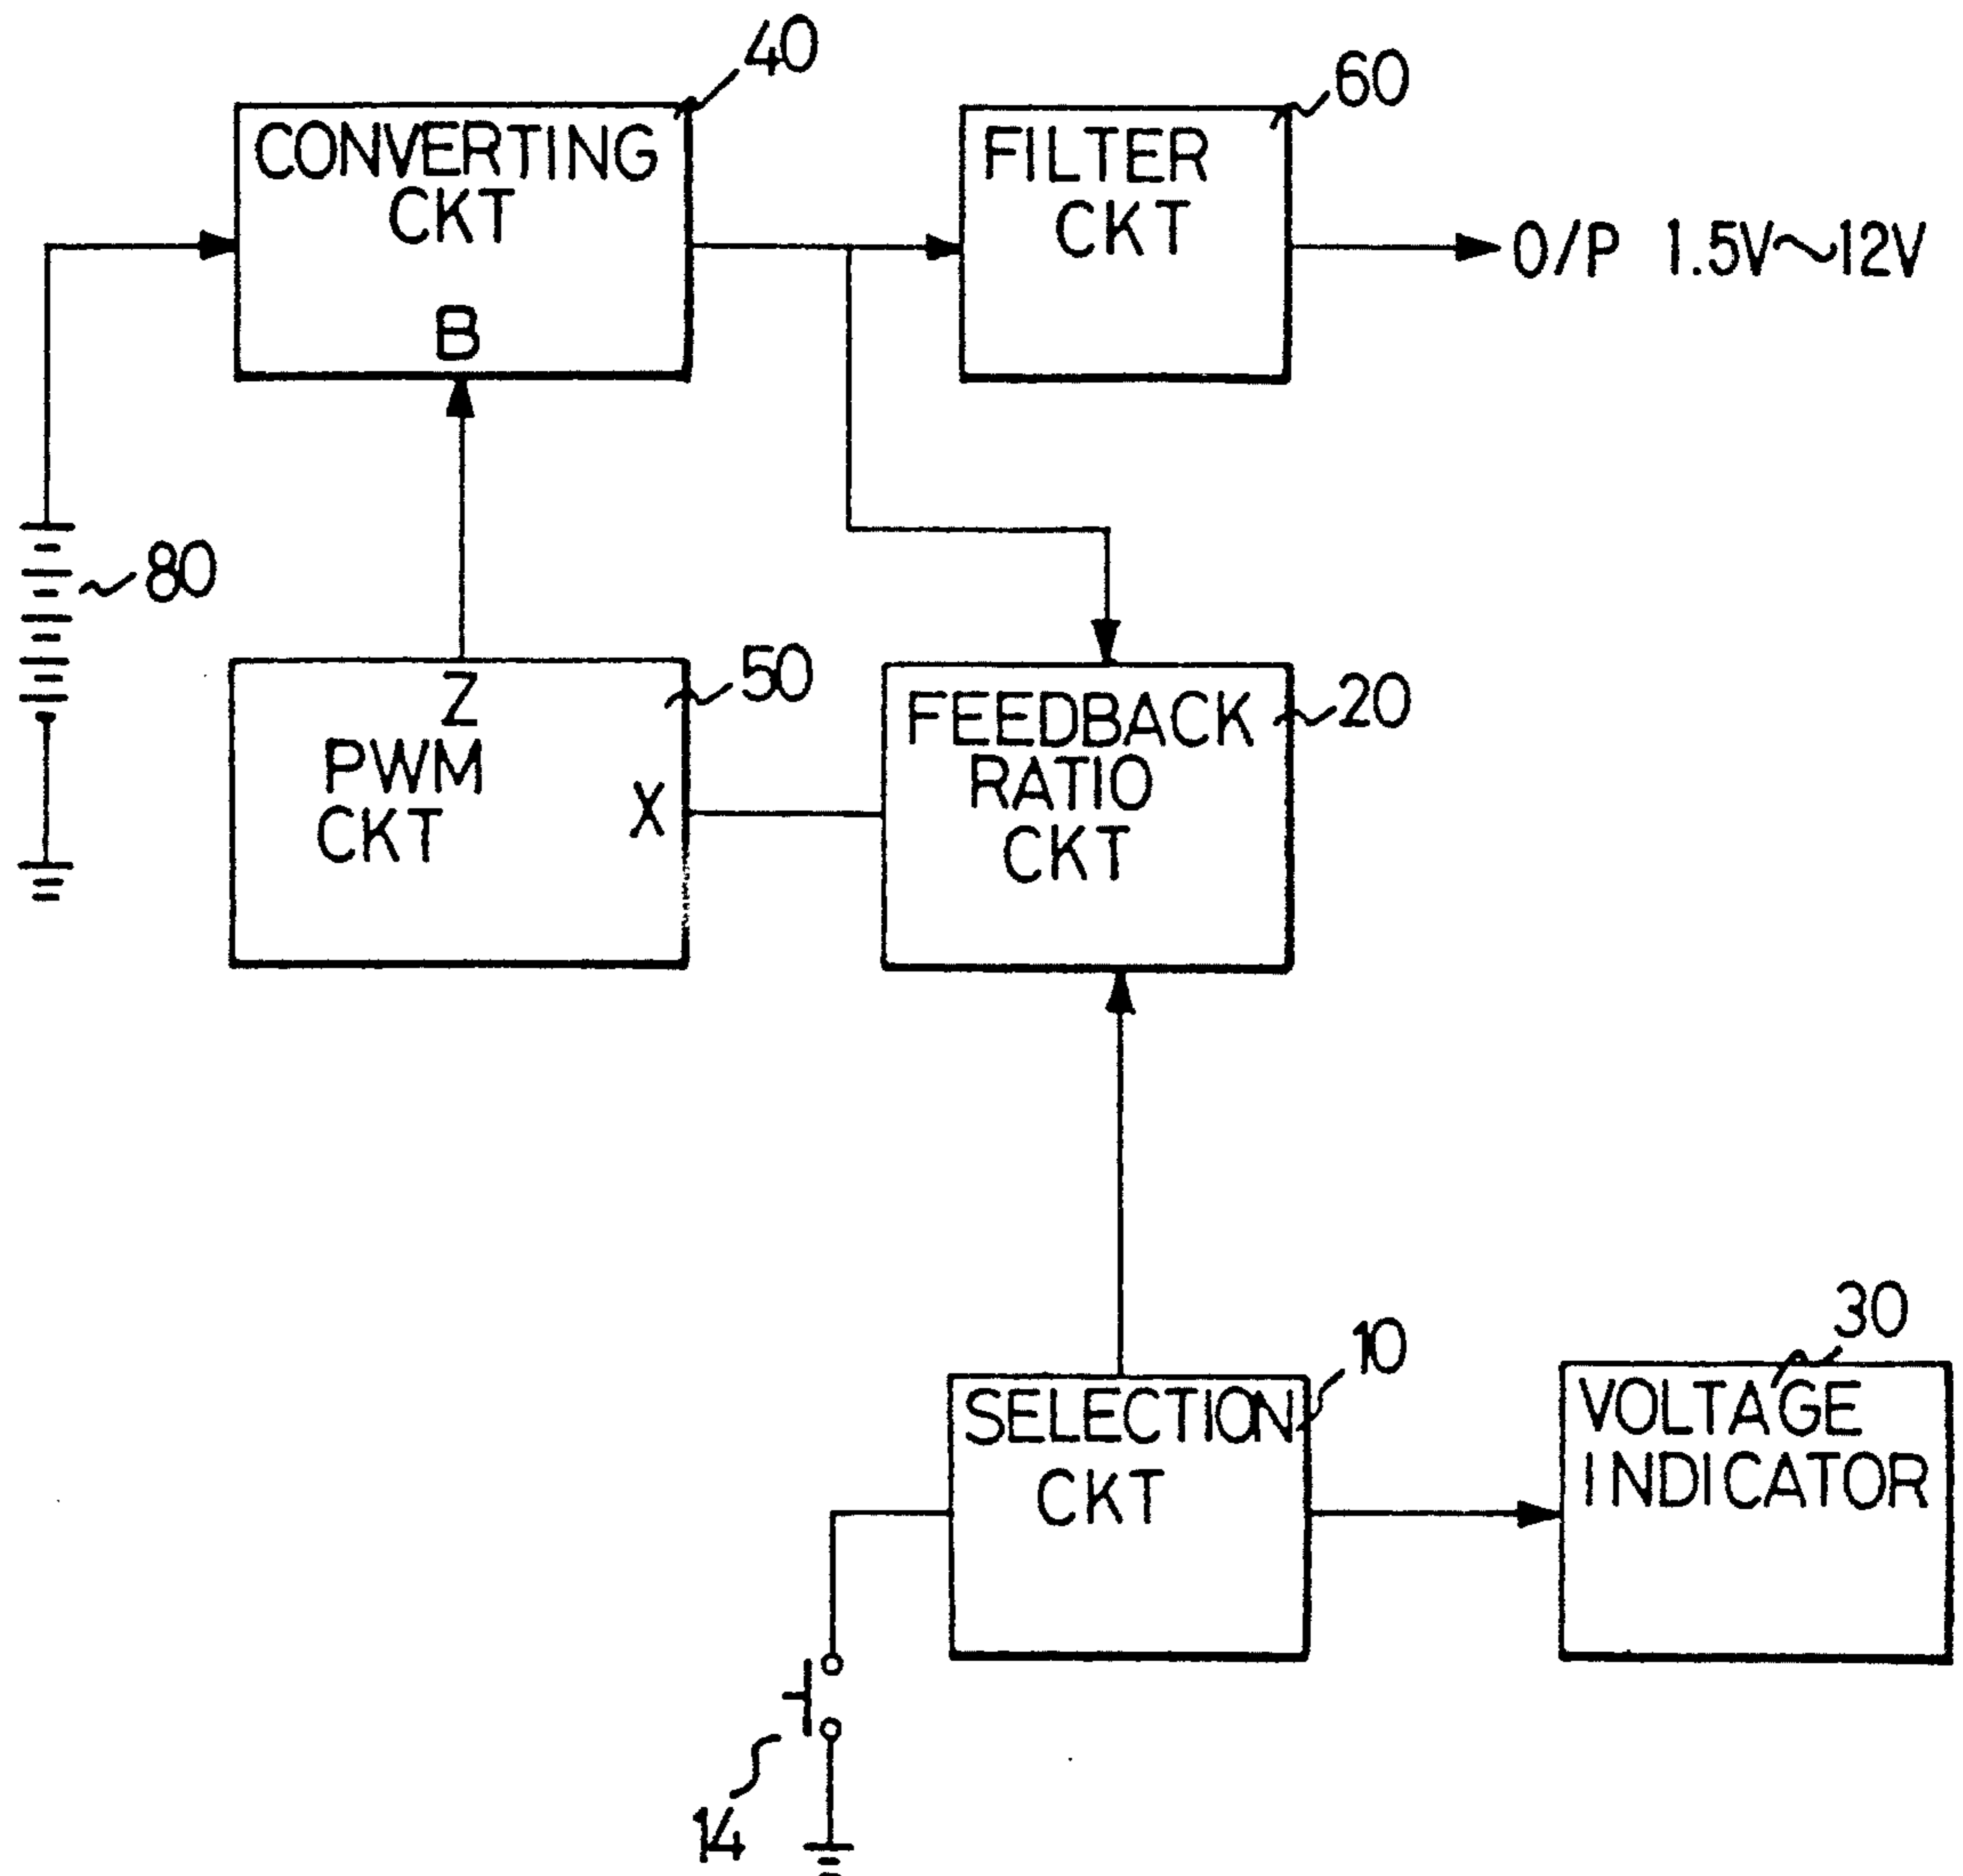 40
CONVERTING
CKT
B
60
FILTER
CKT
O/P 1.5V~12V
80
50
Z
PWM
CKT
X
20
FEEDBACK
RATIO
CKT
10
SELECTION
CKT
30
VOLTAGE
INDICATOR
14